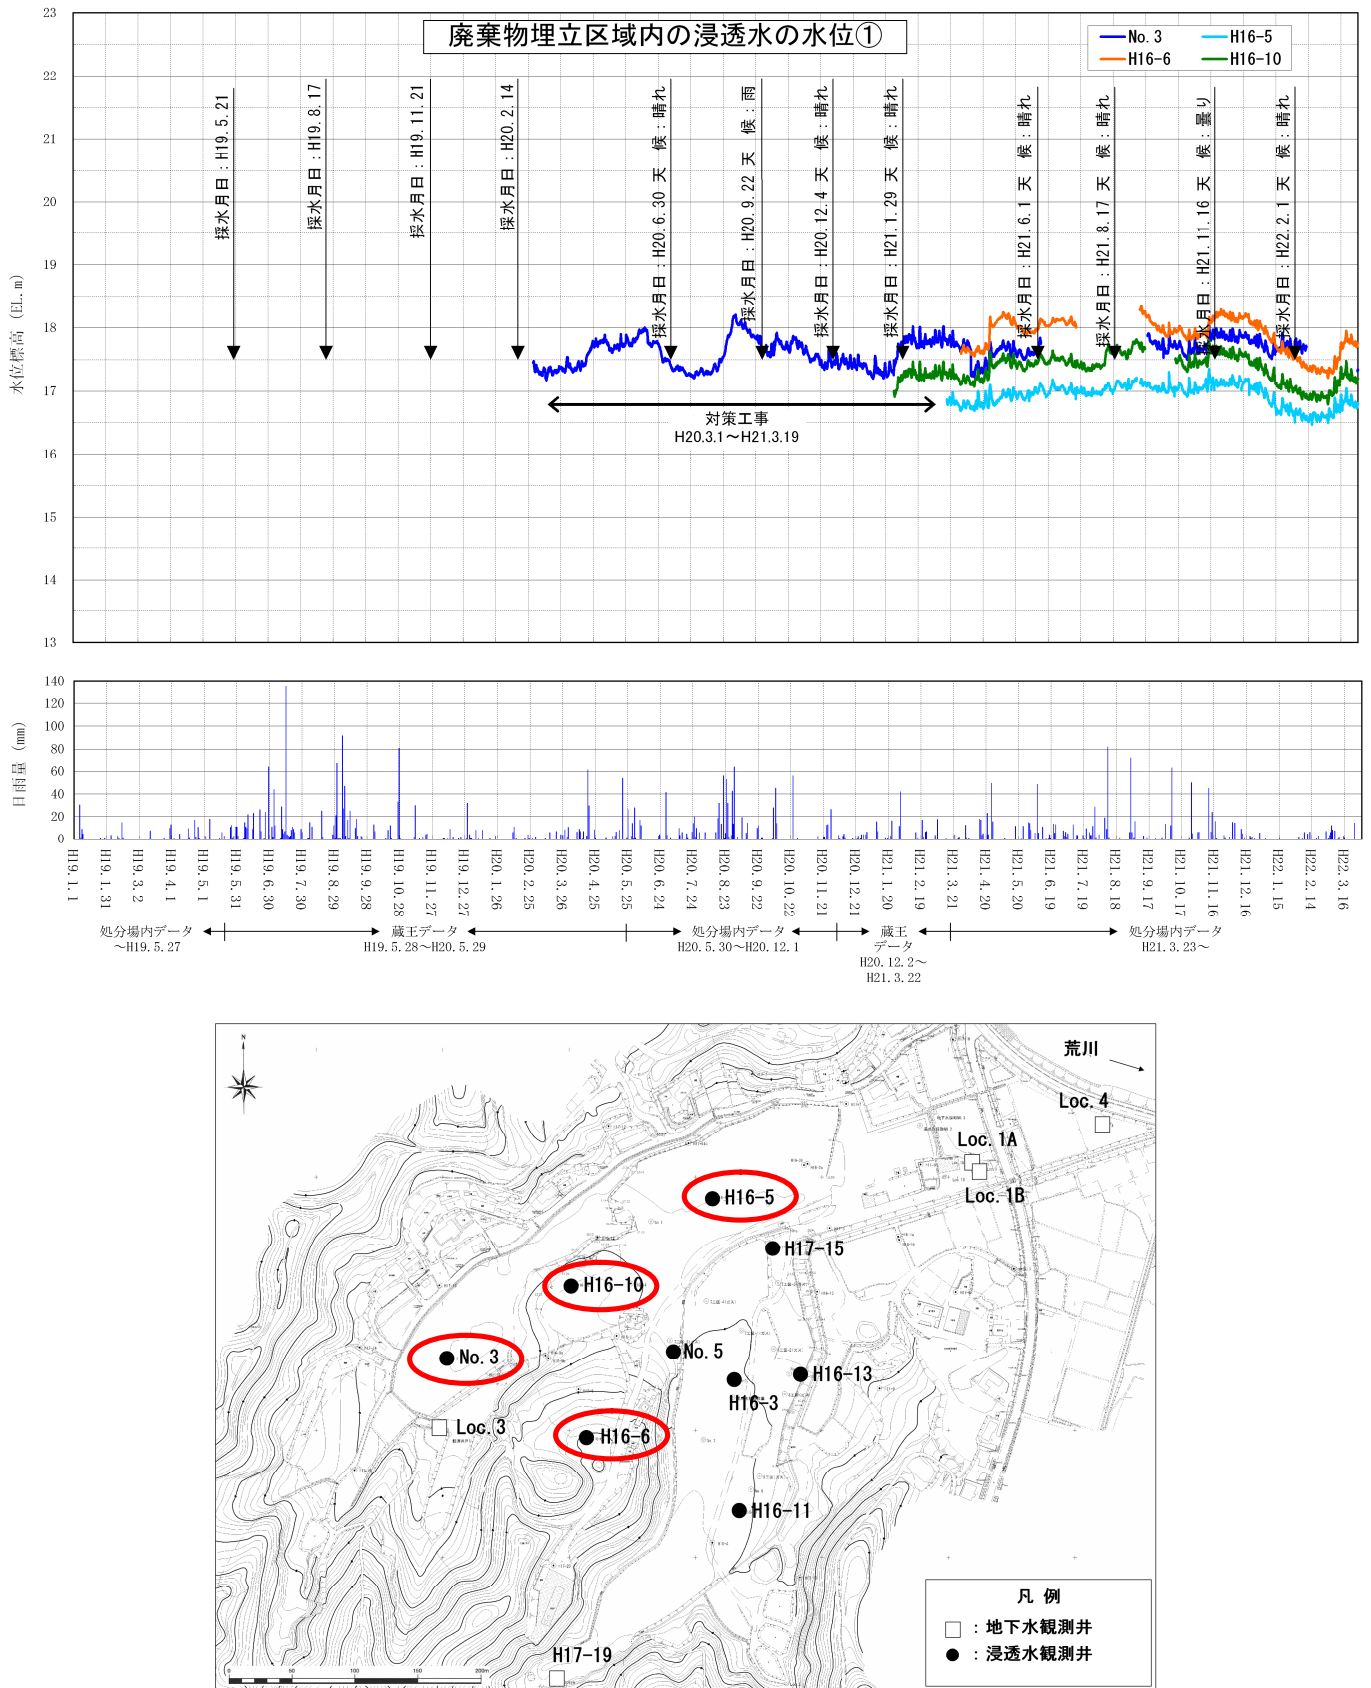 廃棄物埋立区域内の浸透水の水位①
No.3
H16-5
H16-6
H16-10
水位標高 (EL.m)
23
22
21
20
19
18
17
16
15
14
13
採水月日：H19.5.21
採水月日：H19.8.17
採水月日：H19.11.21
採水月日：H20.2.14
採水月日：H20.6.30 天 候：晴れ
採水月日：H20.9.22 天 候：雨
採水月日：H20.12.4 天 候：晴れ
採水月日：H21.1.29 天 候：晴れ
採水月日：H21.6.1 天 候：晴れ
採水月日：H21.8.17 天 候：晴れ
採水月日：H21.11.16 天 候：曇り
採水月日：H22.2.1 天 候：晴れ
対策工事
H20.3.1～H21.3.19
日雨量 (mm)
140
120
100
80
60
40
20
0
H19.1.1
H19.1.31
H19.3.2
H19.4.1
H19.5.1
H19.5.31
H19.6.30
H19.7.30
H19.8.29
H19.9.28
H19.10.28
H19.11.27
H19.12.27
H20.1.26
H20.2.25
H20.3.26
H20.4.25
H20.5.25
H20.6.24
H20.7.24
H20.8.23
H20.9.22
H20.10.22
H20.11.21
H20.12.21
H21.1.20
H21.2.19
H21.3.21
H21.4.20
H21.5.20
H21.6.19
H21.7.19
H21.8.18
H21.9.17
H21.10.17
H21.11.16
H21.12.16
H22.1.15
H22.2.14
H22.3.16
処分場内データ
～H19.5.27
蔵王データ
H19.5.28～H20.5.29
処分場内データ
H20.5.30～H20.12.1
蔵王
データ
H20.12.2～
H21.3.22
処分場内データ
H21.3.23～
N
荒川
Loc.4
Loc.1A
Loc.1B
H16-5
H17-15
H16-10
No.5
No.3
H16-13
H16-3
Loc.3
H16-6
H16-11
H17-19
0 50 100 200m
凡 例
□ ：地下水観測井
● ：浸透水観測井